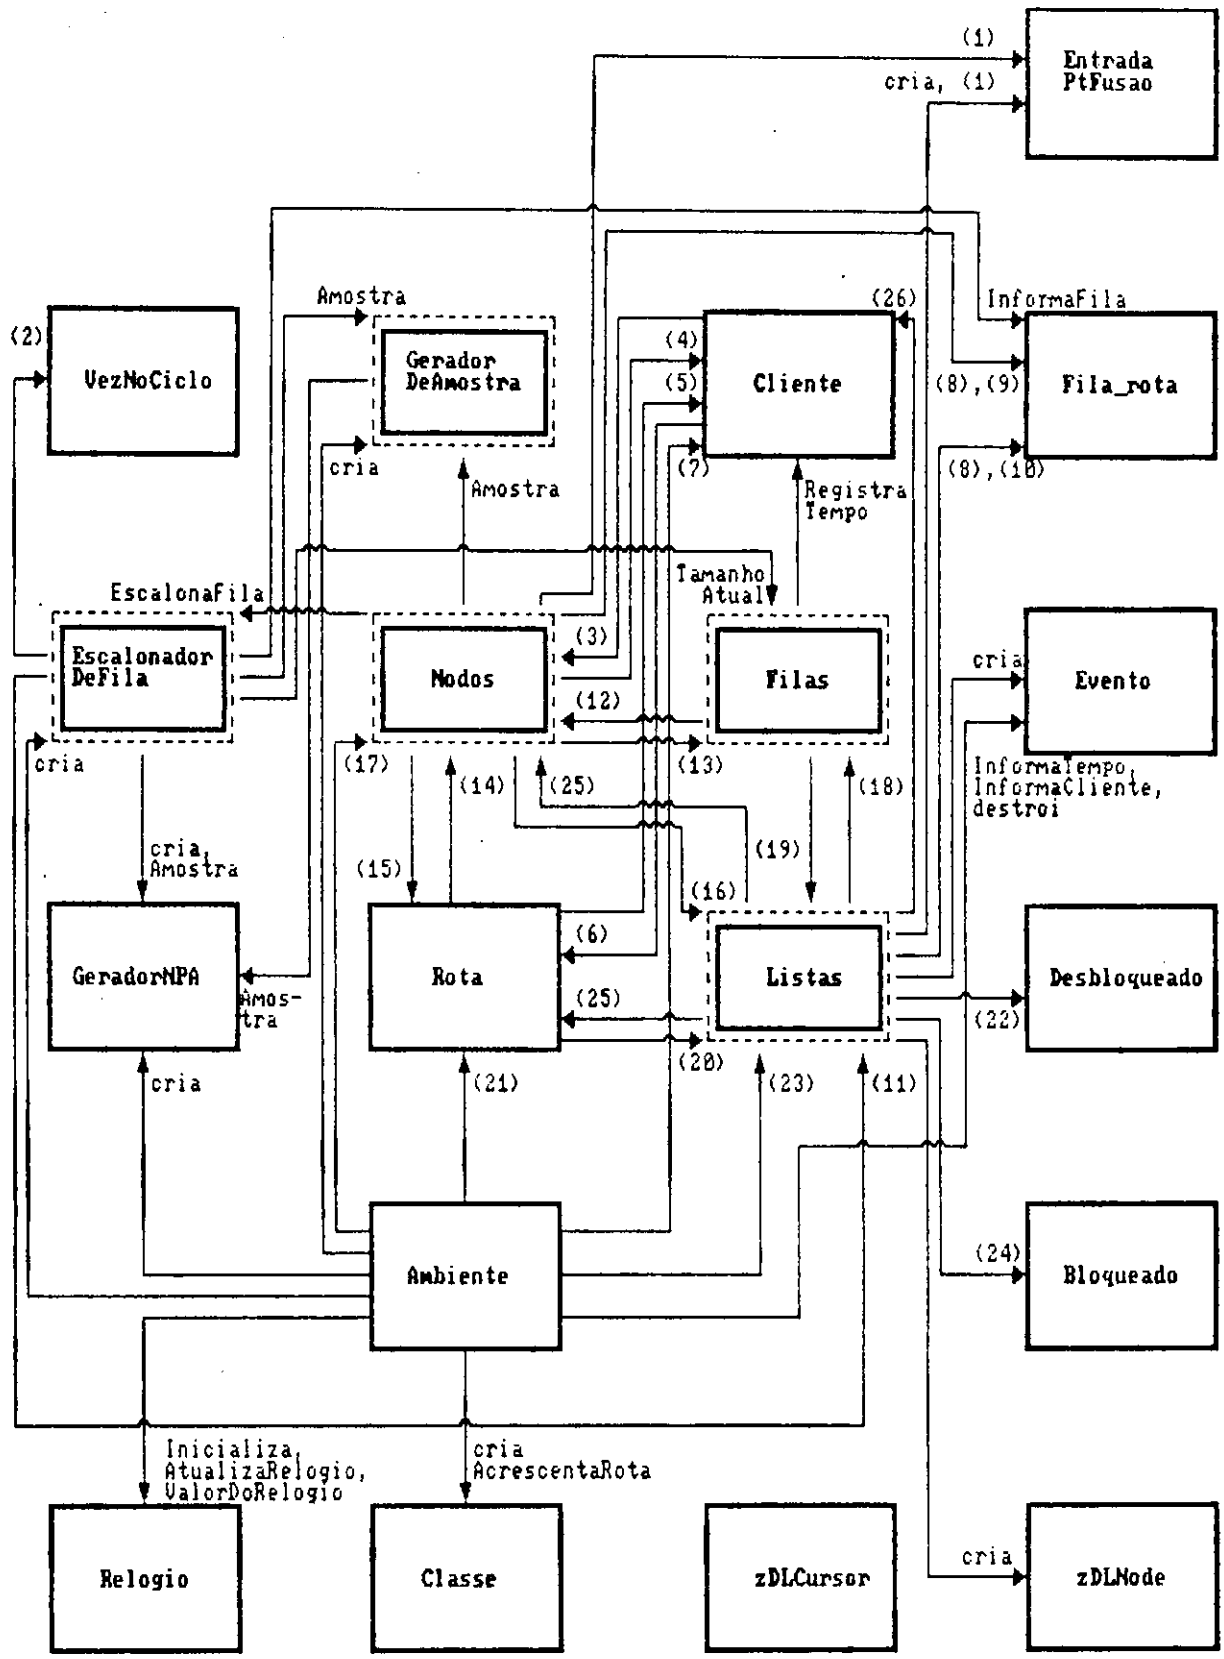 (1)
Entrada
PtFusao
cria, (1)
Amostra
(26)
InformaFila
(2)
VezNoCiclo
Gerador
DeAmostra
(4)
(5)
Cliente
(8),(9)
Fila_rota
cria
(7)
(8),(10)
Amostra
Registra
Tempo
EscalonaFila
Tamanho
Atual
Escalonador
DeFila
Nodos
(3)
(12)
Filas
cria
Evento
cria
(17)
(14)
(25)
(13)
(18)
InformaTempo,
InformaCliente,
destroi
cria,
Amostra
(15)
(19)
(16)
GeradorNPA
Amos-
tra
Rota
(6)
(25)
Listas
Desbloqueado
(22)
cria
(21)
(20)
(23)
(11)
Ambiente
(24)
Bloqueado
Inicializa,
AtualizaRelogio,
ValorDoRelogio
cria
AcrescentaRota
Relogio
Classe
zDLCursor
cria
zDLNode